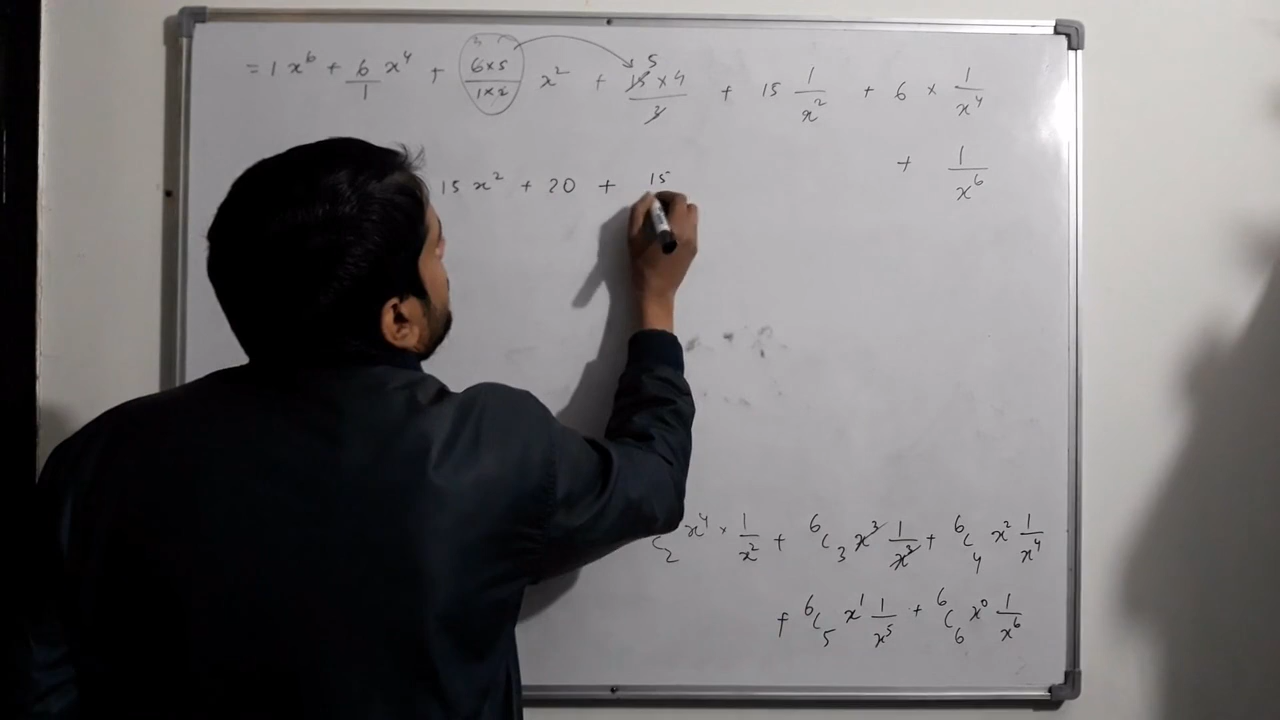 = 1 x⁶ + 6/1 x⁴ + 6×5/1×2 x² + 5 15×4/3 + 15 1/x² + 6 × 1/x⁴
+ 1/x⁶
15 x² + 20 + 15
C₂ x⁴ × 1/x² + ⁶C₃ x³ 1/x³ + ⁶C₄ x² 1/x⁴
+ ⁶C₅ x¹ 1/x⁵ + ⁶C₆ x⁰ 1/x⁶